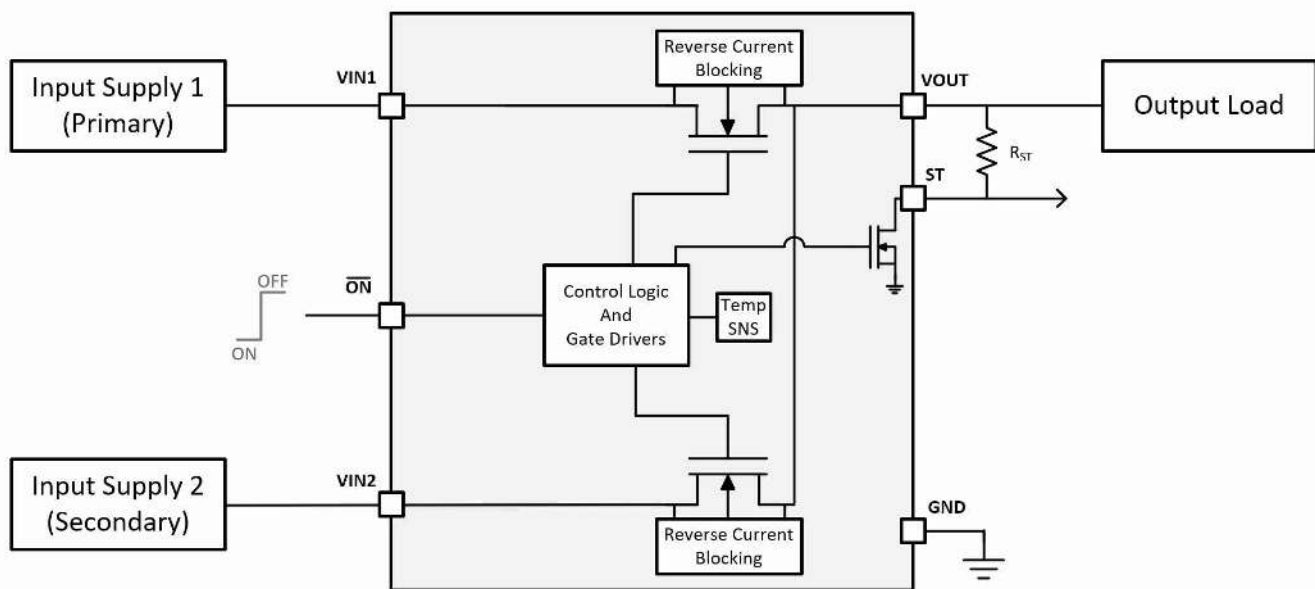 Reverse Current
Blocking
Input Supply 1
(Primary)
VIN1
VOUT
Output Load
R_ST
ST
OFF
ON
O̅N̅
Control Logic
And
Gate Drivers
Temp
SNS
Input Supply 2
(Secondary)
VIN2
Reverse Current
Blocking
GND